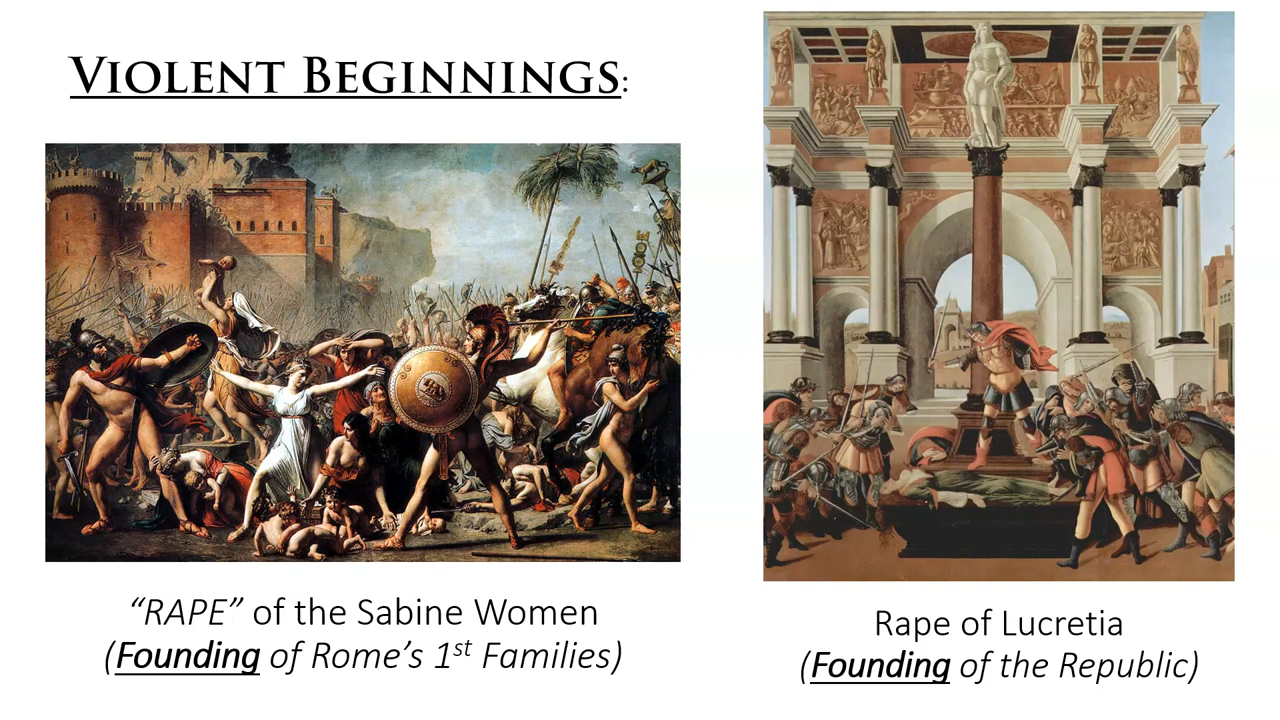 VIOLENT BEGINNINGS:
“RAPE” of the Sabine Women
(Founding of Rome’s 1st Families)
Rape of Lucretia
(Founding of the Republic)